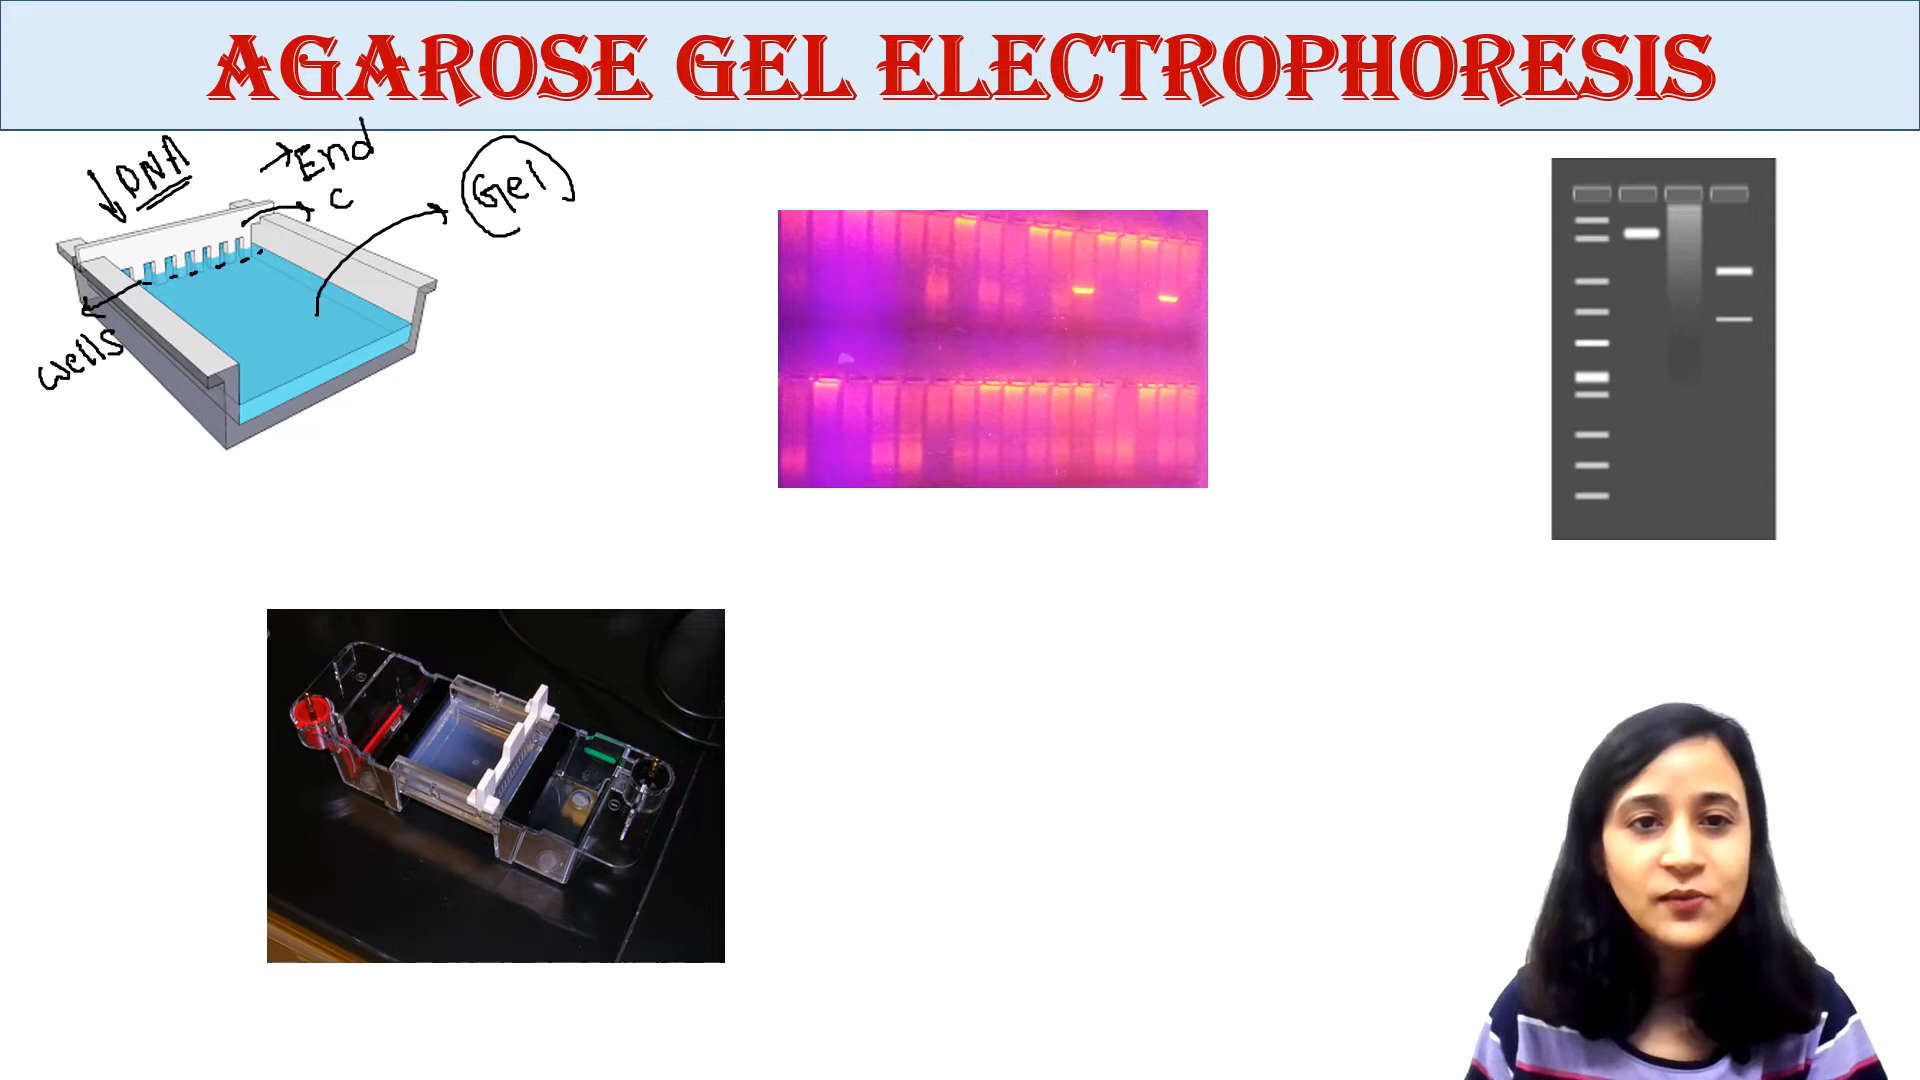 AGAROSE GEL ELECTROPHORESIS
DNA
End
C
Gel
Wells